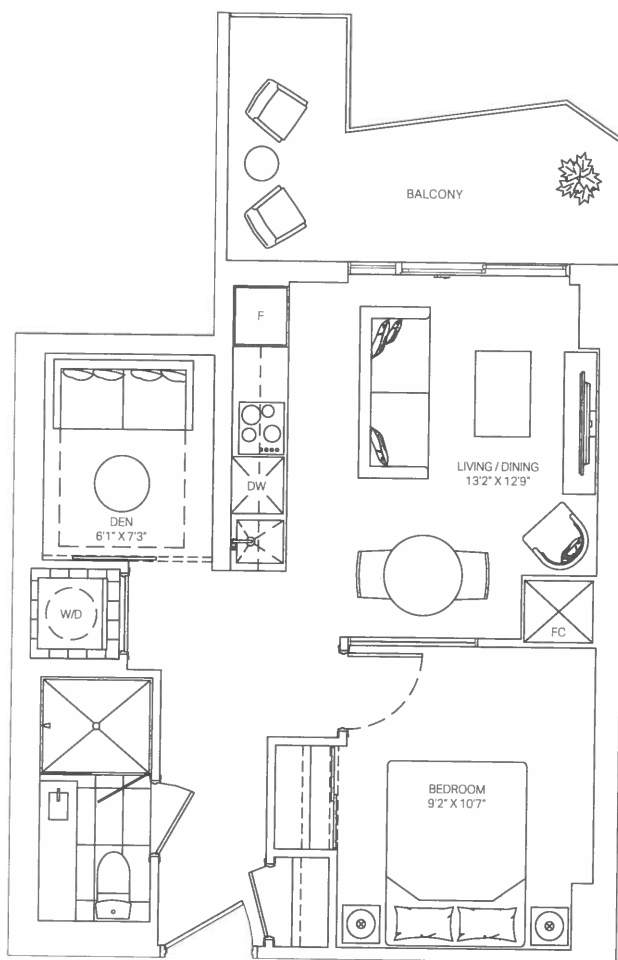 BALCONY
F
LIVING / DINING
13'2" X 12'9"
DW
DEN
6'1" X 7'3"
W/D
FC
BEDROOM
9'2" X 10'7"